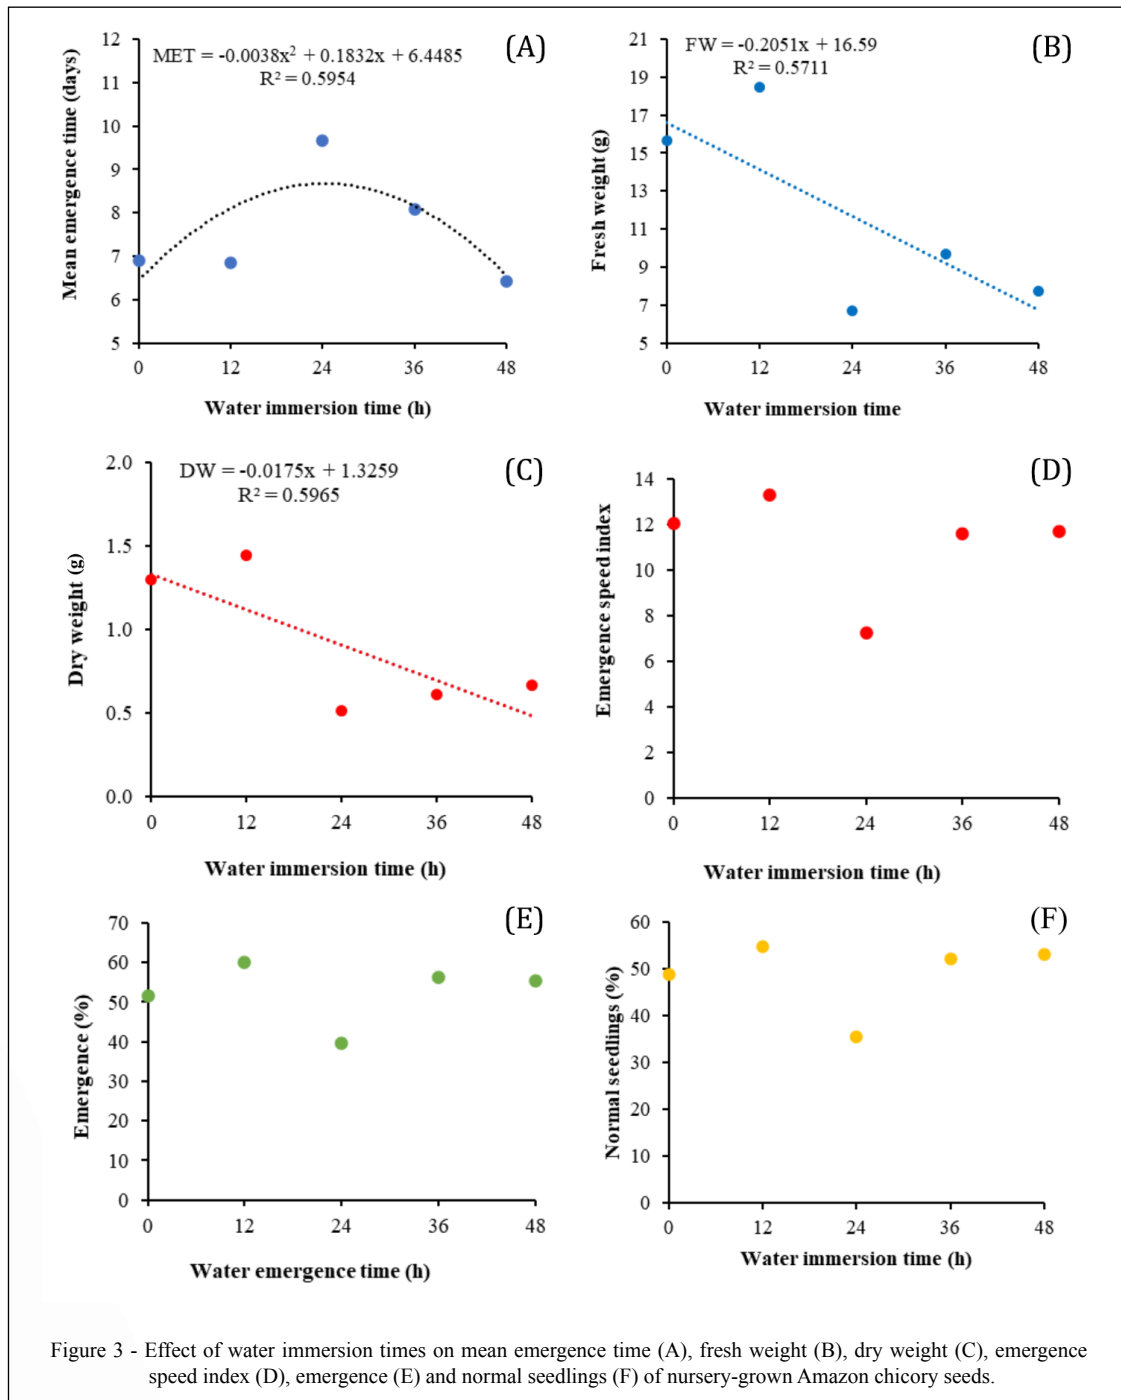 (A)
MET = -0.0038x² + 0.1832x + 6.4485
R² = 0.5954
Mean emergence time (days)
12
11
10
9
8
7
6
5
0 12 24 36 48
Water immersion time (h)
(B)
FW = -0.2051x + 16.59
R² = 0.5711
Fresh weight (g)
21
19
17
15
13
11
9
7
5
0 12 24 36 48
Water immersion time
(C)
DW = -0.0175x + 1.3259
R² = 0.5965
Dry weight (g)
2.0
1.5
1.0
0.5
0.0
0 12 24 36 48
Water immersion time (h)
(D)
Emergence speed index
14
12
10
8
6
4
2
0
0 12 24 36 48
Water immersion time (h)
(E)
Emergence (%)
70
60
50
40
30
20
10
0
0 12 24 36 48
Water emergence time (h)
(F)
Normal seedlings (%)
60
50
40
30
20
10
0
0 12 24 36 48
Water immersion time (h)
Figure 3 - Effect of water immersion times on mean emergence time (A), fresh weight (B), dry weight (C), emergence
speed index (D), emergence (E) and normal seedlings (F) of nursery-grown Amazon chicory seeds.